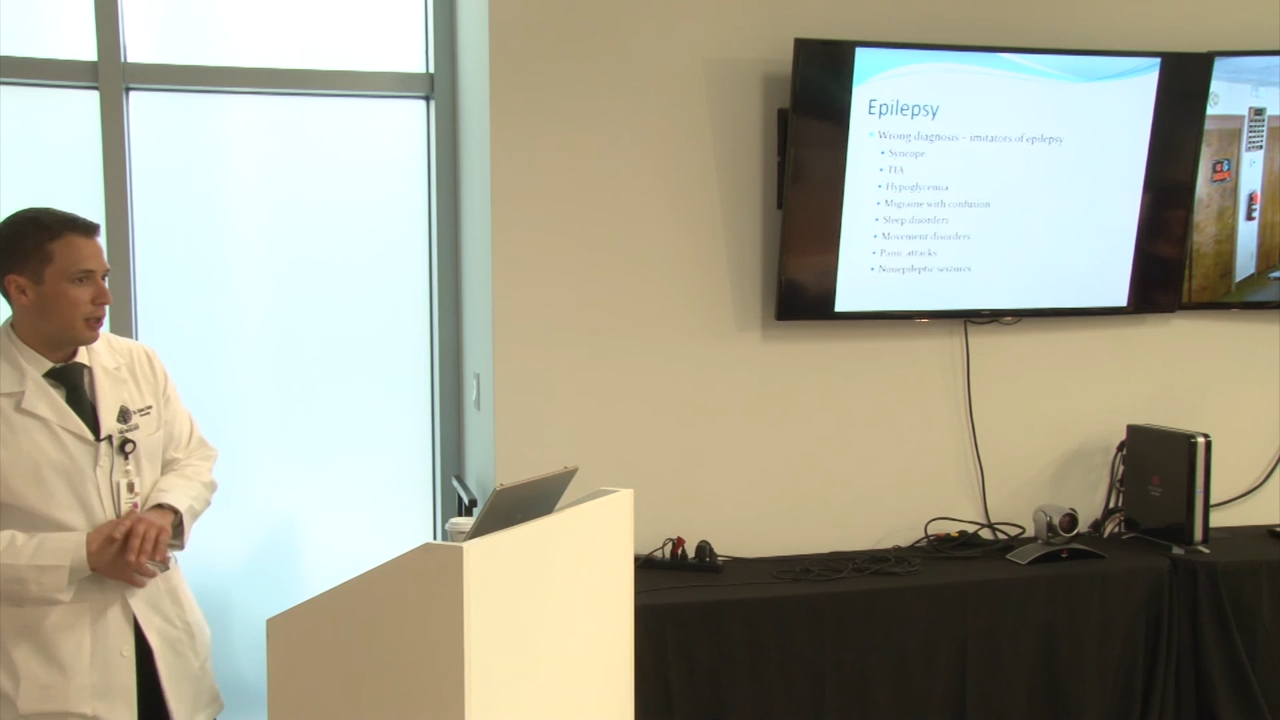 Epilepsy
Wrong diagnosis – imitators of epilepsy
Syncope
TIA
Hypoglycemia
Migraine with confusion
Sleep disorders
Movement disorders
Panic attacks
Nonepileptic seizures